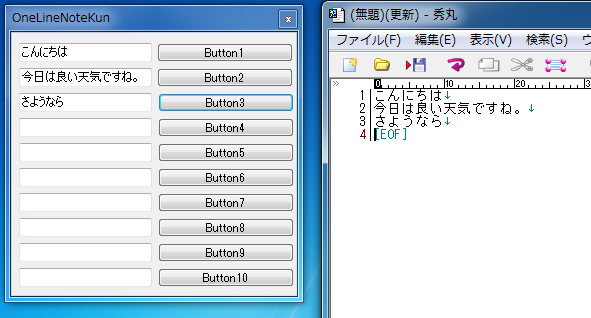 OneLineNoteKun
こんにちは Button1
今日は良い天気ですね。 Button2
さようなら Button3
Button4
Button5
Button6
Button7
Button8
Button9
Button10
(無題)(更新) - 秀丸
ファイル(F) 編集(E) 表示(V) 検索(S)
0 10 20
1 こんにちは↓
2 今日は良い天気ですね。↓
3 さようなら↓
4 [EOF]